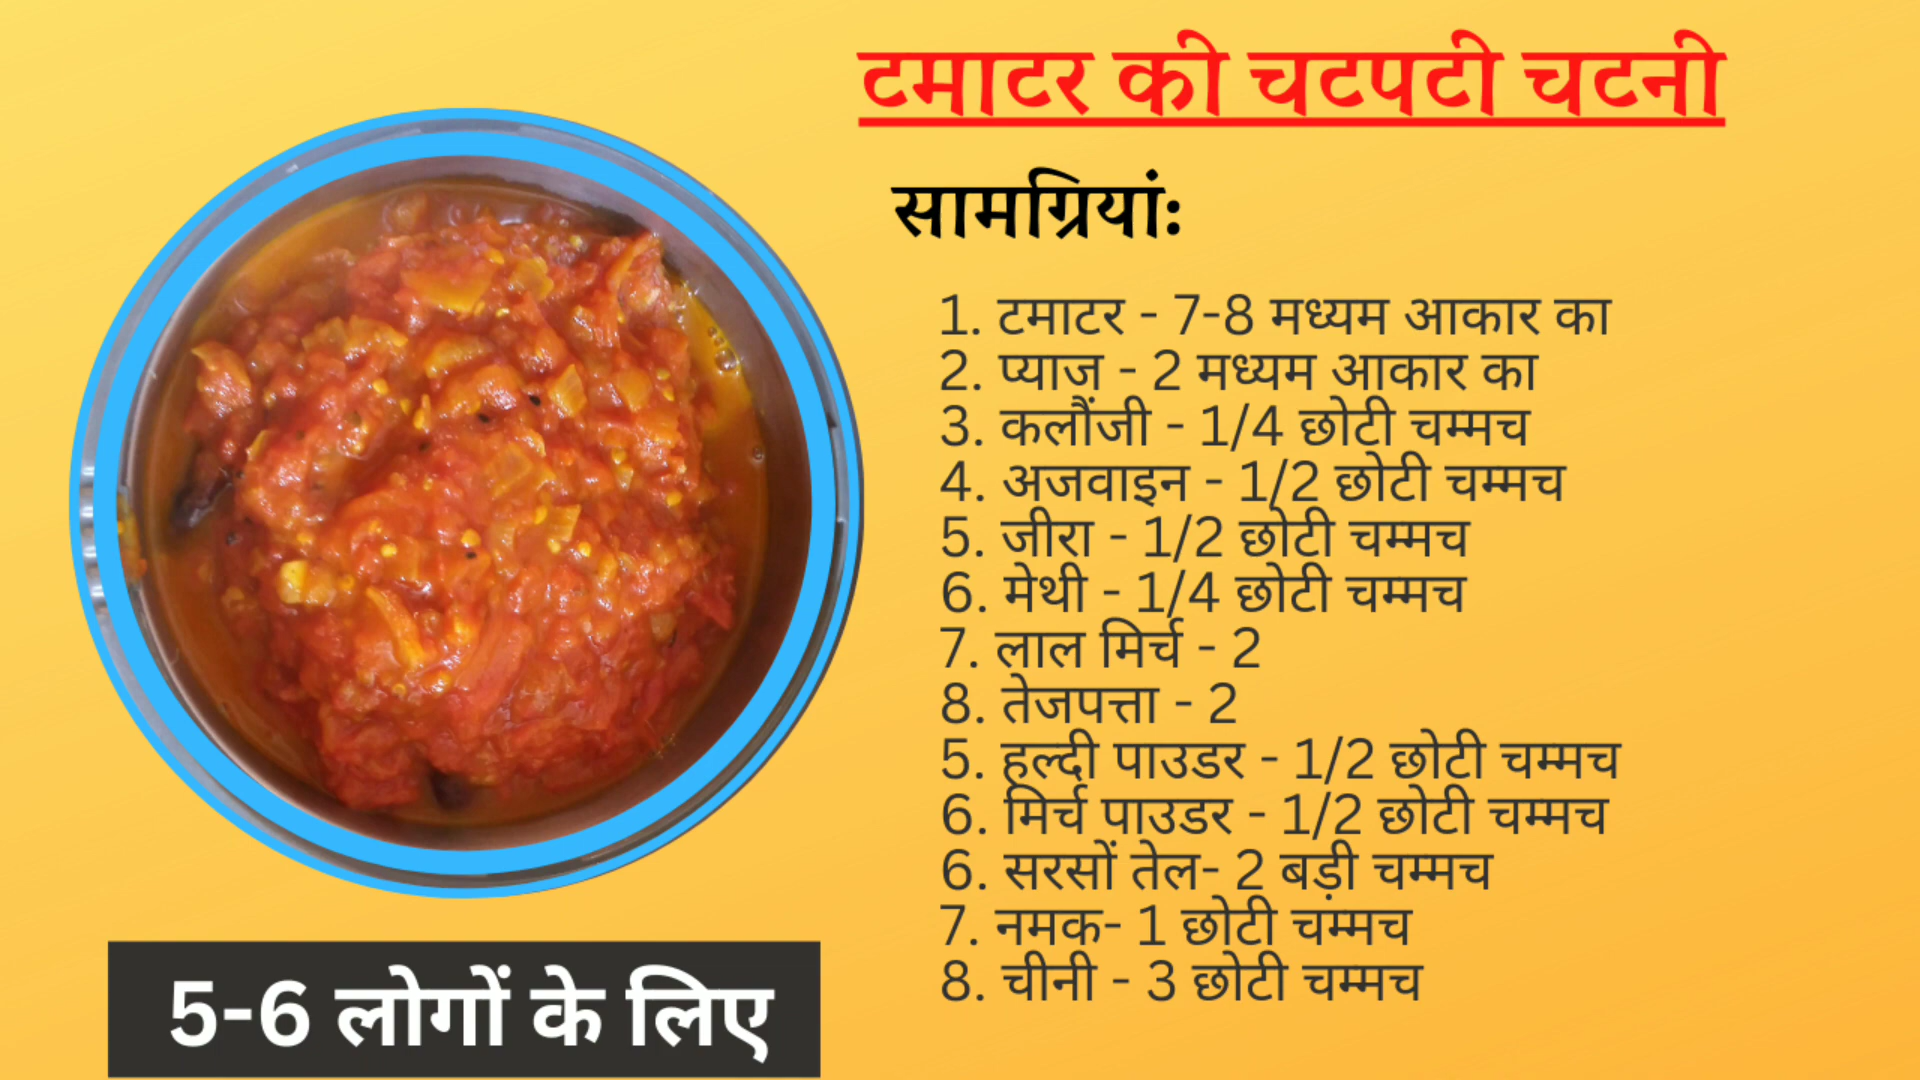 टमाटर की चटपटी चटनी
सामग्रियां:
1. टमाटर - 7-8 मध्यम आकार का
2. प्याज - 2 मध्यम आकार का
3. कलौंजी - 1/4 छोटी चम्मच
4. अजवाइन - 1/2 छोटी चम्मच
5. जीरा - 1/2 छोटी चम्मच
6. मेथी - 1/4 छोटी चम्मच
7. लाल मिर्च - 2
8. तेजपत्ता - 2
5. हल्दी पाउडर - 1/2 छोटी चम्मच
6. मिर्च पाउडर - 1/2 छोटी चम्मच
6. सरसों तेल- 2 बड़ी चम्मच
7. नमक- 1 छोटी चम्मच
8. चीनी - 3 छोटी चम्मच
5-6 लोगों के लिए